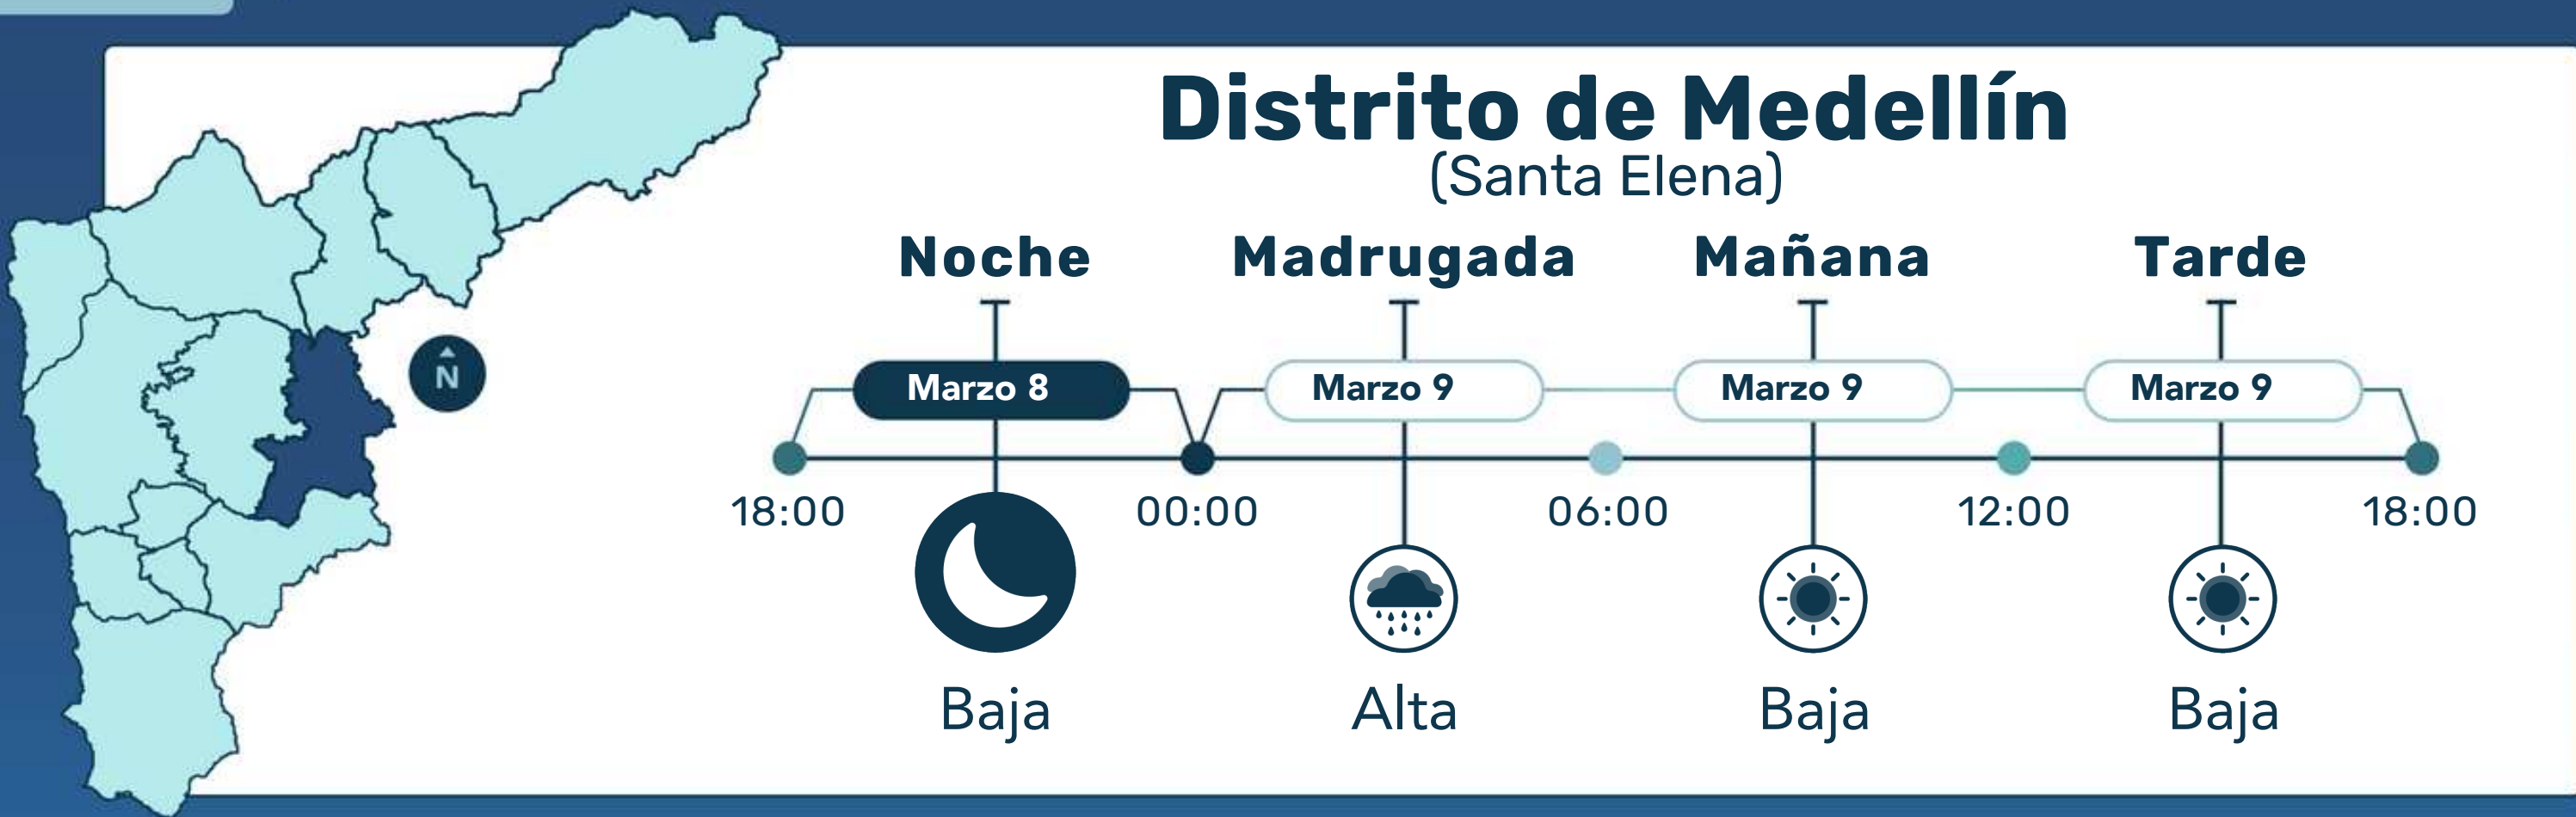 Distrito de Medellín
(Santa Elena)
Noche Madrugada Mañana Tarde
Marzo 8 Marzo 9 Marzo 9 Marzo 9
N
18:00 00:00 06:00 12:00 18:00
Baja Alta Baja Baja